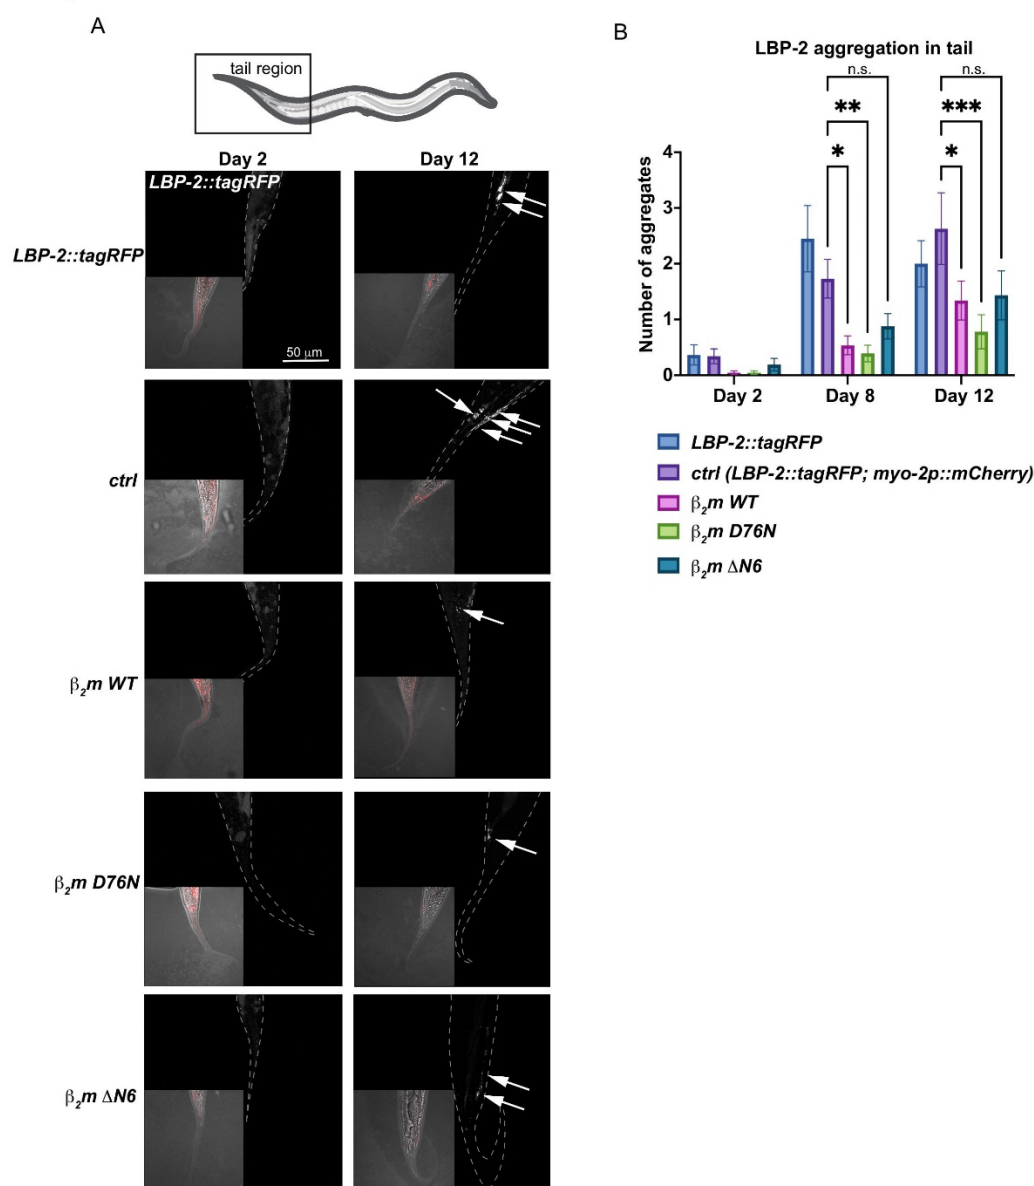 A
tail region
Day 2
Day 12
LBP-2::tagRFP
LBP-2::tagRFP
50 µm
ctrl
β₂m WT
β₂m D76N
β₂m ΔN6
B
LBP-2 aggregation in tail
n.s.
n.s.
**
***
*
*
Number of aggregates
4
3
2
1
0
Day 2
Day 8
Day 12
LBP-2::tagRFP
ctrl (LBP-2::tagRFP; myo-2p::mCherry)
β₂m WT
β₂m D76N
β₂m ΔN6